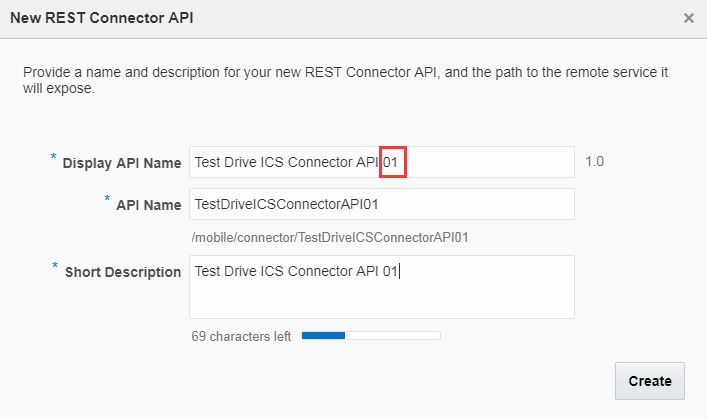 New REST Connector API ×
Provide a name and description for your new REST Connector API, and the path to the remote service it
will expose.
* Display API Name Test Drive ICS Connector API 01 1.0
* API Name TestDriveICSConnectorAPI01
/mobile/connector/TestDriveICSConnectorAPI01
* Short Description Test Drive ICS Connector API 01
69 characters left
Create